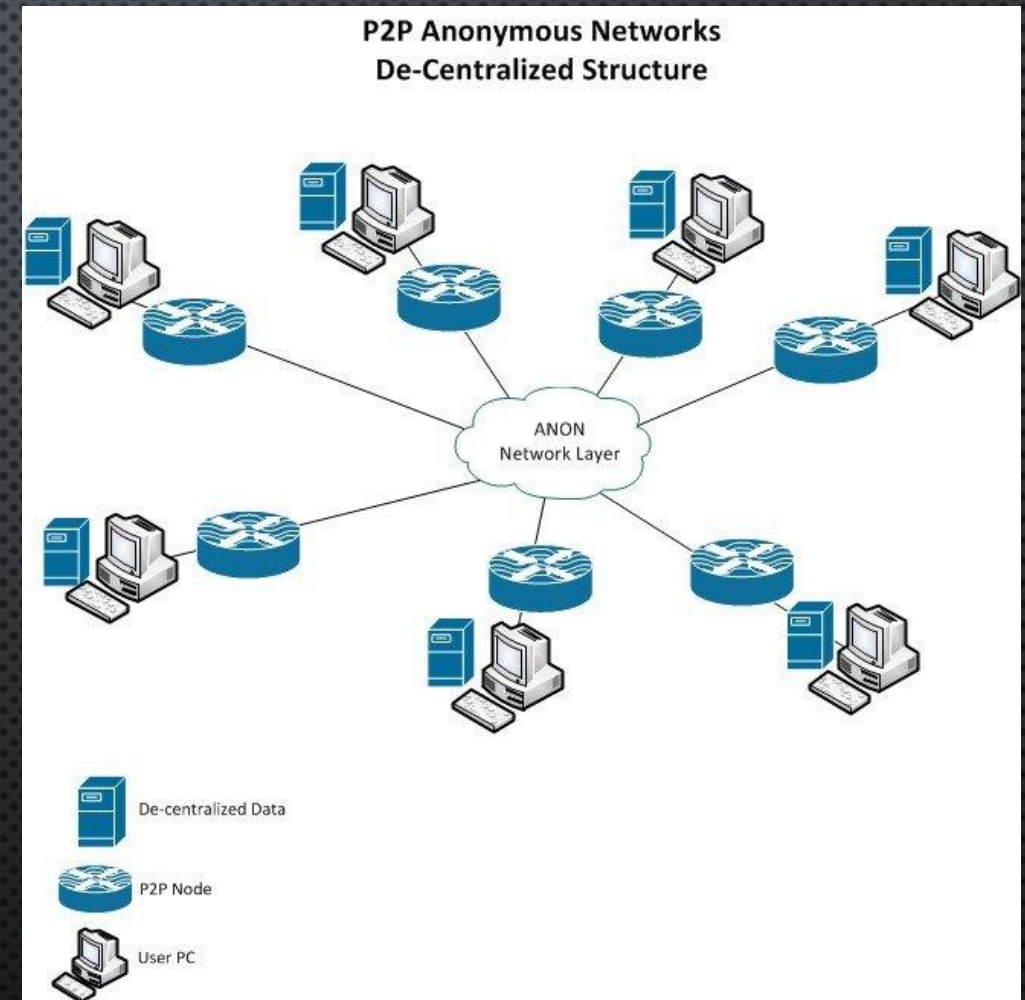 P2P Anonymous Networks
De-Centralized Structure
ANON
Network Layer
De-centralized Data
P2P Node
User PC